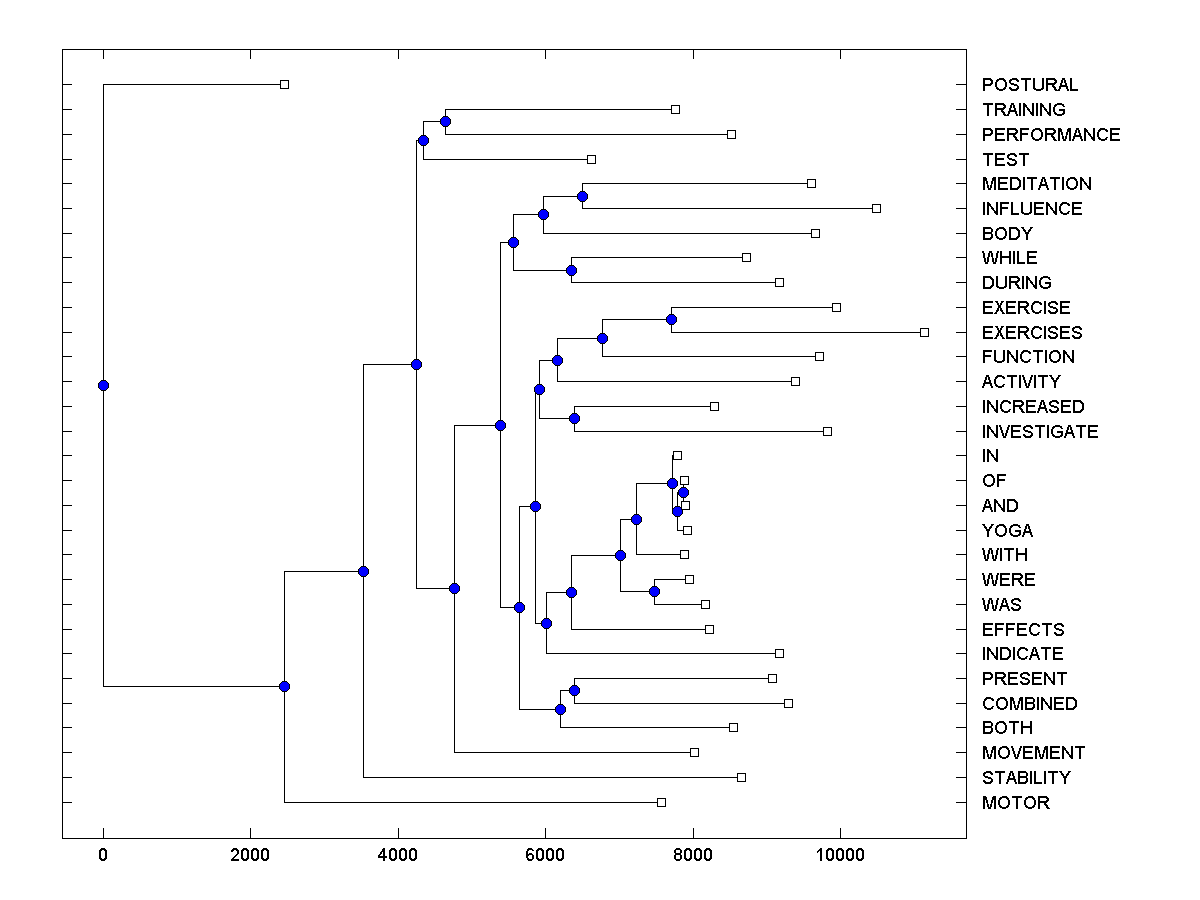 POSTURAL
TRAINING
PERFORMANCE
TEST
MEDITATION
INFLUENCE
BODY
WHILE
DURING
EXERCISE
EXERCISES
FUNCTION
ACTIVITY
INCREASED
INVESTIGATE
IN
OF
AND
YOGA
WITH
WERE
WAS
EFFECTS
INDICATE
PRESENT
COMBINED
BOTH
MOVEMENT
STABILITY
MOTOR
0 2000 4000 6000 8000 10000